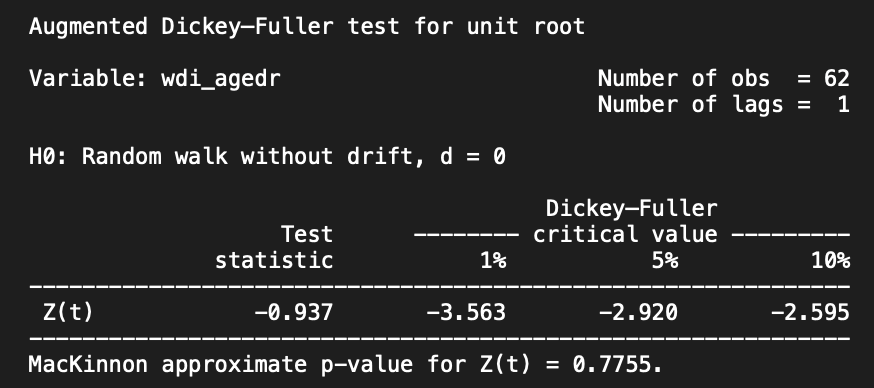 Augmented Dickey–Fuller test for unit root
Variable: wdi_agedr Number of obs = 62
Number of lags = 1
H0: Random walk without drift, d = 0
Dickey–Fuller
Test -------- critical value ---------
statistic 1% 5% 10%
--------------------------------------------------------------
Z(t) -0.937 -3.563 -2.920 -2.595
--------------------------------------------------------------
MacKinnon approximate p-value for Z(t) = 0.7755.